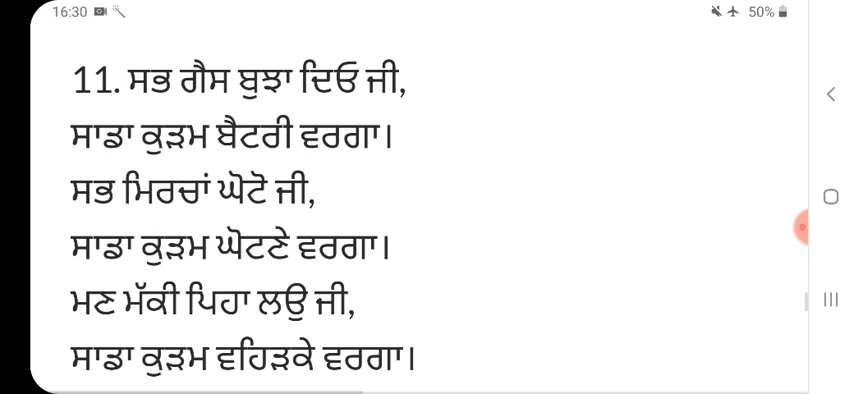 16:30
50%
11. ਸਭ ਗੈਸ ਬੁਝਾ ਦਿਓ ਜੀ,
ਸਾਡਾ ਕੁੜਮ ਬੈਟਰੀ ਵਰਗਾ।
ਸਭ ਮਿਰਚਾਂ ਘੋਟੋ ਜੀ,
ਸਾਡਾ ਕੁੜਮ ਘੋਟਣੇ ਵਰਗਾ।
ਮਣ ਮੱਕੀ ਪਿਹਾ ਲਉ ਜੀ,
ਸਾਡਾ ਕੁੜਮ ਵਹਿੜਕੇ ਵਰਗਾ।